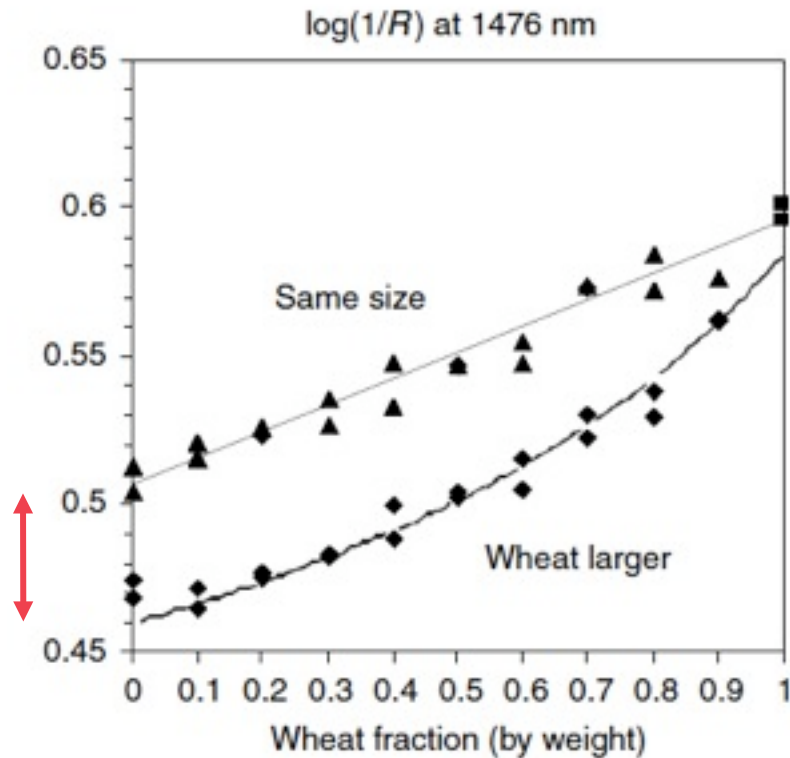 log(1/R) at 1476 nm
0.65
0.6
Same size
0.55
0.5
Wheat larger
0.45
0 0.1 0.2 0.3 0.4 0.5 0.6 0.7 0.8 0.9 1
Wheat fraction (by weight)